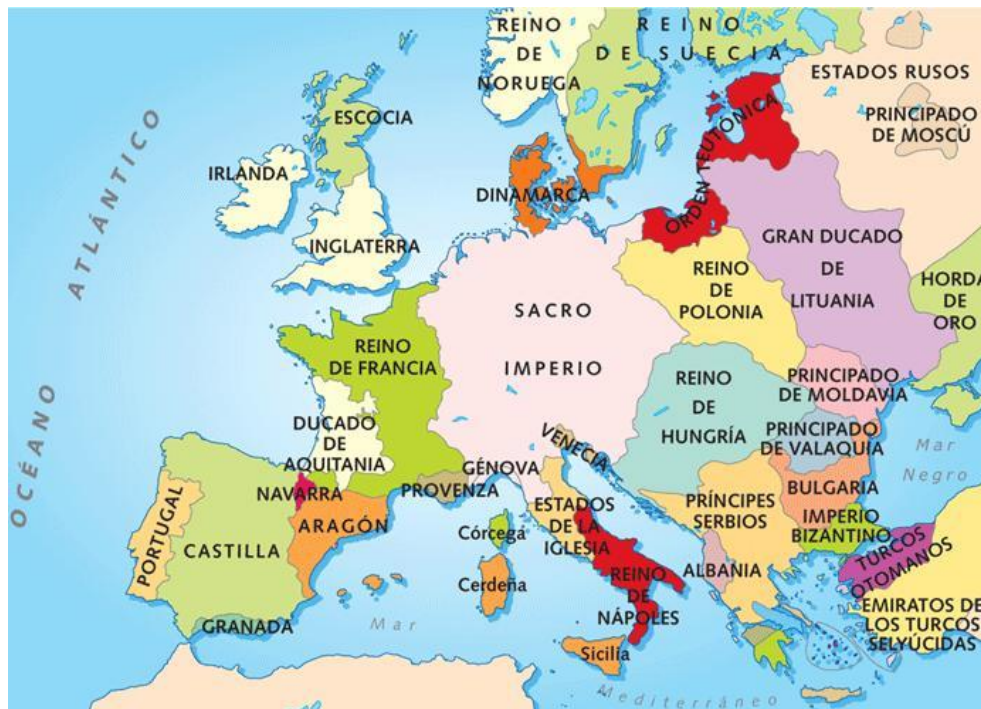 REINO
DE
NORUEGA
REINO
DE SUECIA
ESTADOS RUSOS
PRINCIPADO
DE MOSCÚ
ESCOCIA
IRLANDA
INGLATERRA
DINAMARCA
ORDEN TEUTÓNICA
OCÉANO ATLÁNTICO
GRAN DUCADO
DE
LITUANIA
REINO
DE
POLONIA
HORDA
DE
ORO
SACRO
IMPERIO
REINO
DE FRANCIA
REINO
DE
HUNGRÍA
PRINCIPADO
DE MOLDAVIA
PRINCIPADO
DE VALAQUIA
Mar
Negro
DUCADO
DE
AQUITANIA
VENECIA
GÉNOVA
PROVENZA
NAVARRA
ARAGÓN
PORTUGAL
CASTILLA
GRANADA
Córcega
Cerdeña
ESTADOS
DE LA
IGLESIA
REINO
DE
NÁPOLES
Sicilia
PRÍNCIPES
SERBIOS
ALBANIA
BULGARIA
IMPERIO
BIZANTINO
TURCOS
OTOMANOS
EMIRATOS DE
LOS TURCOS
SELYÚCIDAS
Mar
Mediterráneo